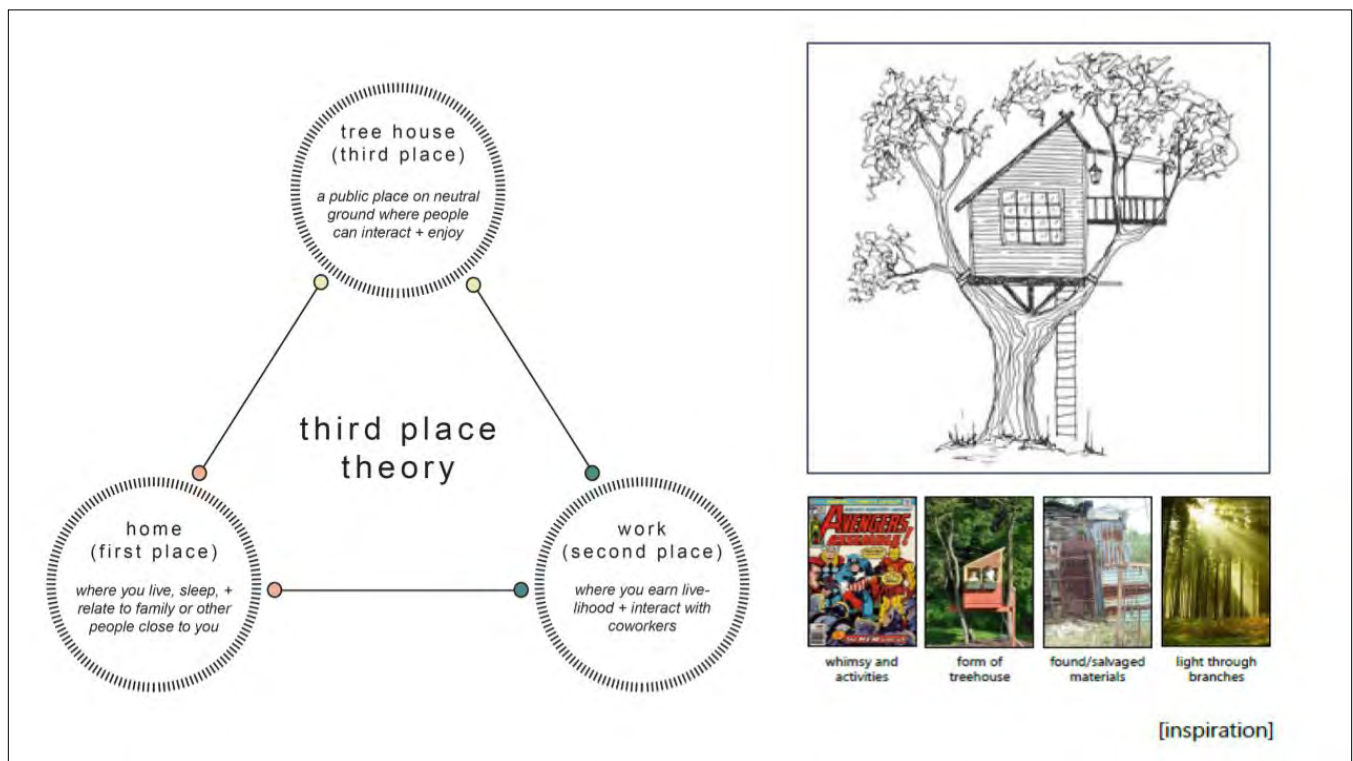 tree house
(third place)
a public place on neutral
ground where people
can interact + enjoy
third place
theory
home
(first place)
where you live, sleep, +
relate to family or other
people close to you
work
(second place)
where you earn live-
lihood + interact with
coworkers
AVENGERS,
ASSEMBLE!
whimsy and
activities
form of
treehouse
found/salvaged
materials
light through
branches
[inspiration]